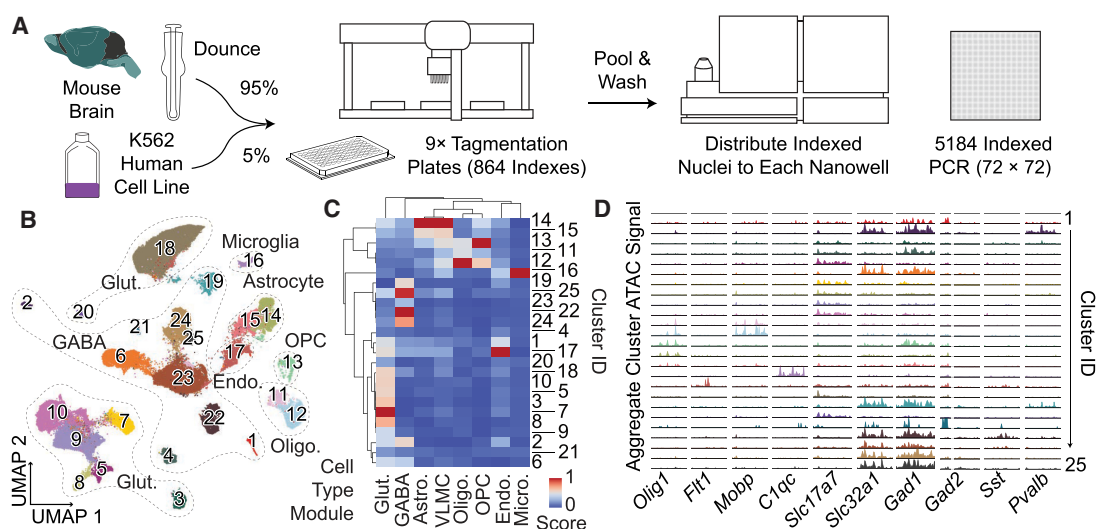 A
Mouse
Brain
Dounce
95%
K562
Human
Cell Line
5%
9× Tagmentation
Plates (864 Indexes)
Pool &
Wash
Distribute Indexed
Nuclei to Each Nanowell
5184 Indexed
PCR (72 × 72)
B
18
Glut.
Microglia
16
19
Astrocyte
2
20
21
24
25
15
14
GABA
6
17
OPC
13
23
Endo.
11
12
10
7
9
22
1
Oligo.
4
5
8
Glut.
3
UMAP 2
UMAP 1
C
14
15
13
11
12
16
19
25
23
22
24
4
1
17
20
18
10
5
3
7
8
9
2
21
6
Cluster ID
Cell
Type
Module
Glut.
GABA
Astro.
VLMC
Oligo.
OPC
Endo.
Micro.
1
0
Score
D
Aggregate Cluster ATAC Signal
1
Cluster ID
25
Olig1
Flt1
Mobp
C1qc
Slc17a7
Slc32a1
Gad1
Gad2
Sst
Pvalb